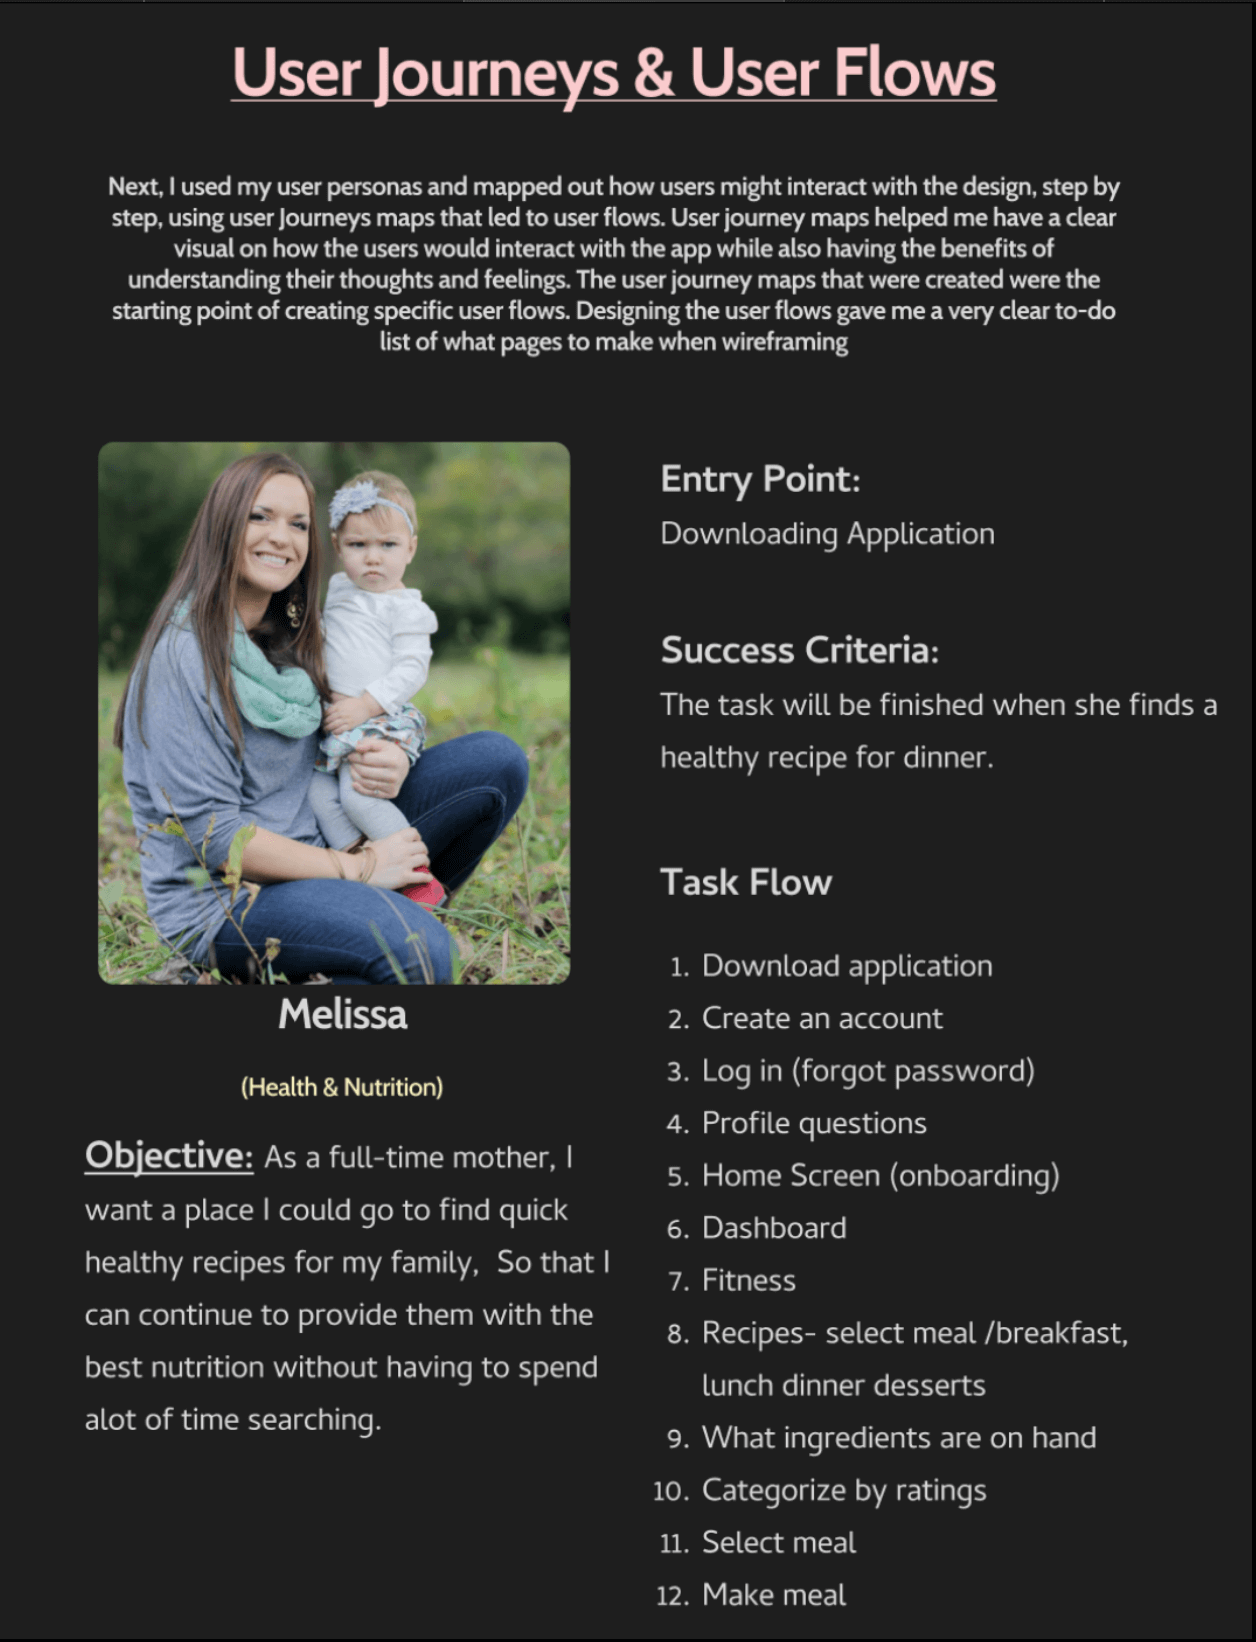 User Journeys & User Flows
Next, I used my user personas and mapped out how users might interact with the design, step by
step, using user Journeys maps that led to user flows. User journey maps helped me have a clear
visual on how the users would interact with the app while also having the benefits of
understanding their thoughts and feelings. The user journey maps that were created were the
starting point of creating specific user flows. Designing the user flows gave me a very clear to-do
list of what pages to make when wireframing
Melissa
(Health & Nutrition)
Objective: As a full-time mother, I
want a place I could go to find quick
healthy recipes for my family,  So that I
can continue to provide them with the
best nutrition without having to spend
alot of time searching.
Entry Point:
Downloading Application
Success Criteria:
The task will be finished when she finds a
healthy recipe for dinner.
Task Flow
1. Download application
2. Create an account
3. Log in (forgot password)
4. Profile questions
5. Home Screen (onboarding)
6. Dashboard
7. Fitness
8. Recipes- select meal /breakfast,
lunch dinner desserts
9. What ingredients are on hand
10. Categorize by ratings
11. Select meal
12. Make meal